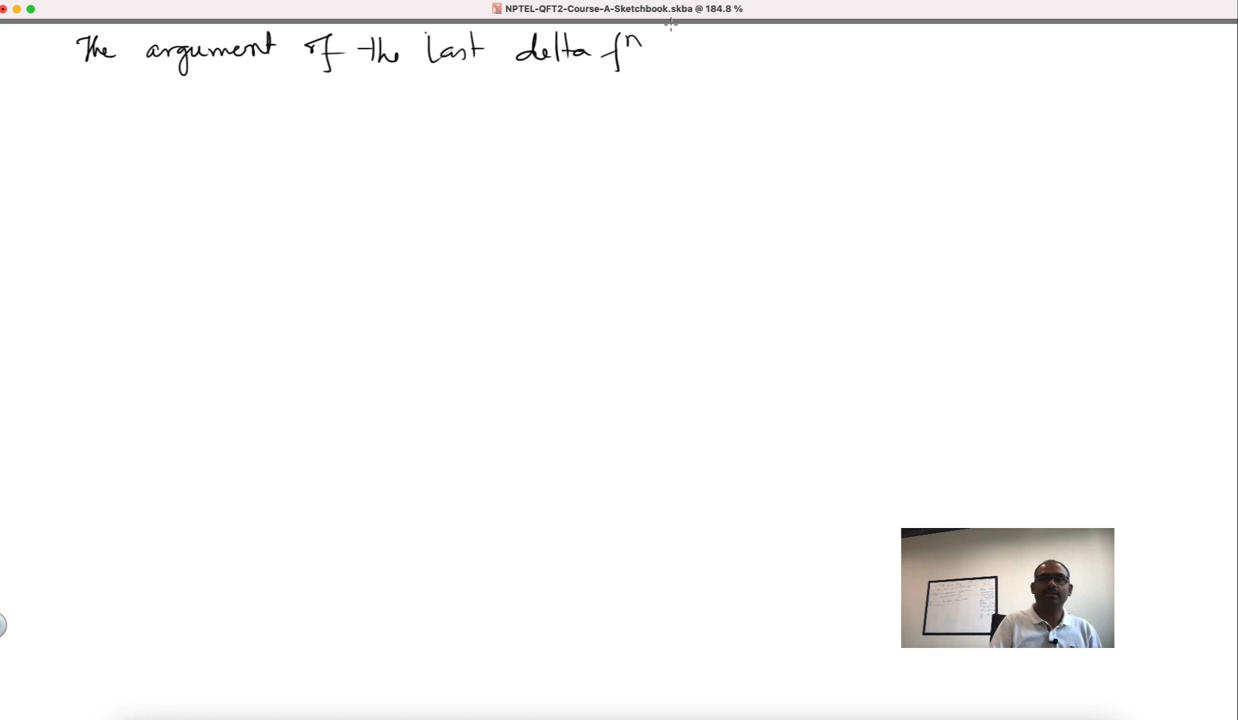 NPTEL-QFT2-Course-A-Sketchbook.skba @ 184.8 %
The argument of the last delta fⁿ